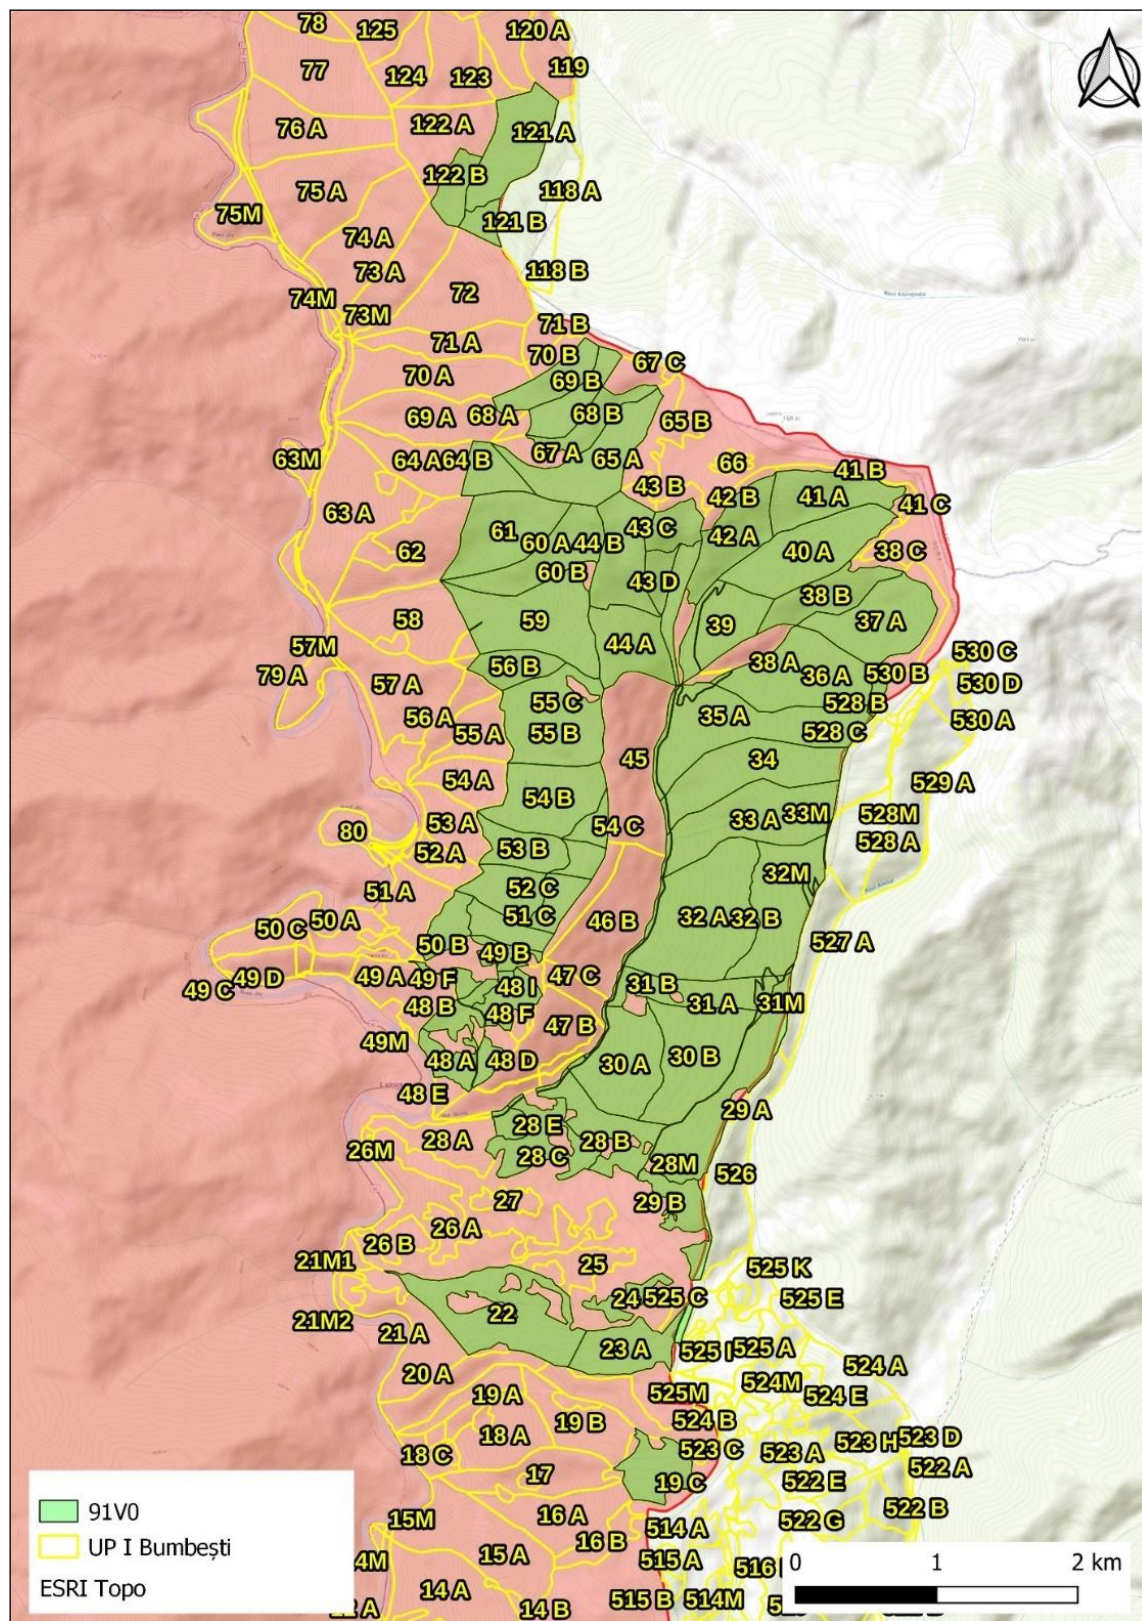 78 125 120 A
77 124 123 119
76 A 122 A 121 A
75 A 122 B 118 A
75M 121 B
74 A
73 A 118 B
74M 72
73M 71 B
71 A 70 B 67 C
70 A 69 B
69 A 68 A 68 B 65 B
63M 64 A 64 B 67 A 65 A 66 41 B
43 B 42 B 41 A 41 C
63 A 61 43 C
62 60 A 44 B 42 A 40 A 38 C
60 B 43 D 38 B
58 59 39 37 A
57M 44 A 530 C
79 A 56 B 38 A 36 A 530 B 530 D
57 A 55 C 528 B
56 A 55 A 55 B 35 A 528 C 530 A
45 34
54 A 54 B 529 A
80 53 A 54 C 33 A 33M 528M
52 A 53 B 528 A
51 A 52 C 32M
50 C 50 A 51 C 46 B 32 A 32 B
50 B 49 B 527 A
49 C 49 D 49 A 49 F 48 I 47 C 31 B
48 B 48 F 31 A 31M
49M 47 B
48 A 48 D 30 A 30 B
48 E
28 A 28 E 28 B 29 A
26M 28 C 28M 526
27 29 B
26 A
26 B
21M1 25 525 K
24 525 C 525 E
21M2 22
21 A 23 A 525 I 525 A
20 A 524 A
19 A 525M 524M 524 E
18 A 19 B 524 B
18 C 523 C 523 A 523 H 523 D
17 19 C 522 E 522 A
15M 16 A 522 B
16 B 514 A 522 G
15 A 515 A
14 A 14 B 515 B 514M
91V0
UP I Bumbești
ESRI Topo
0 1 2 km